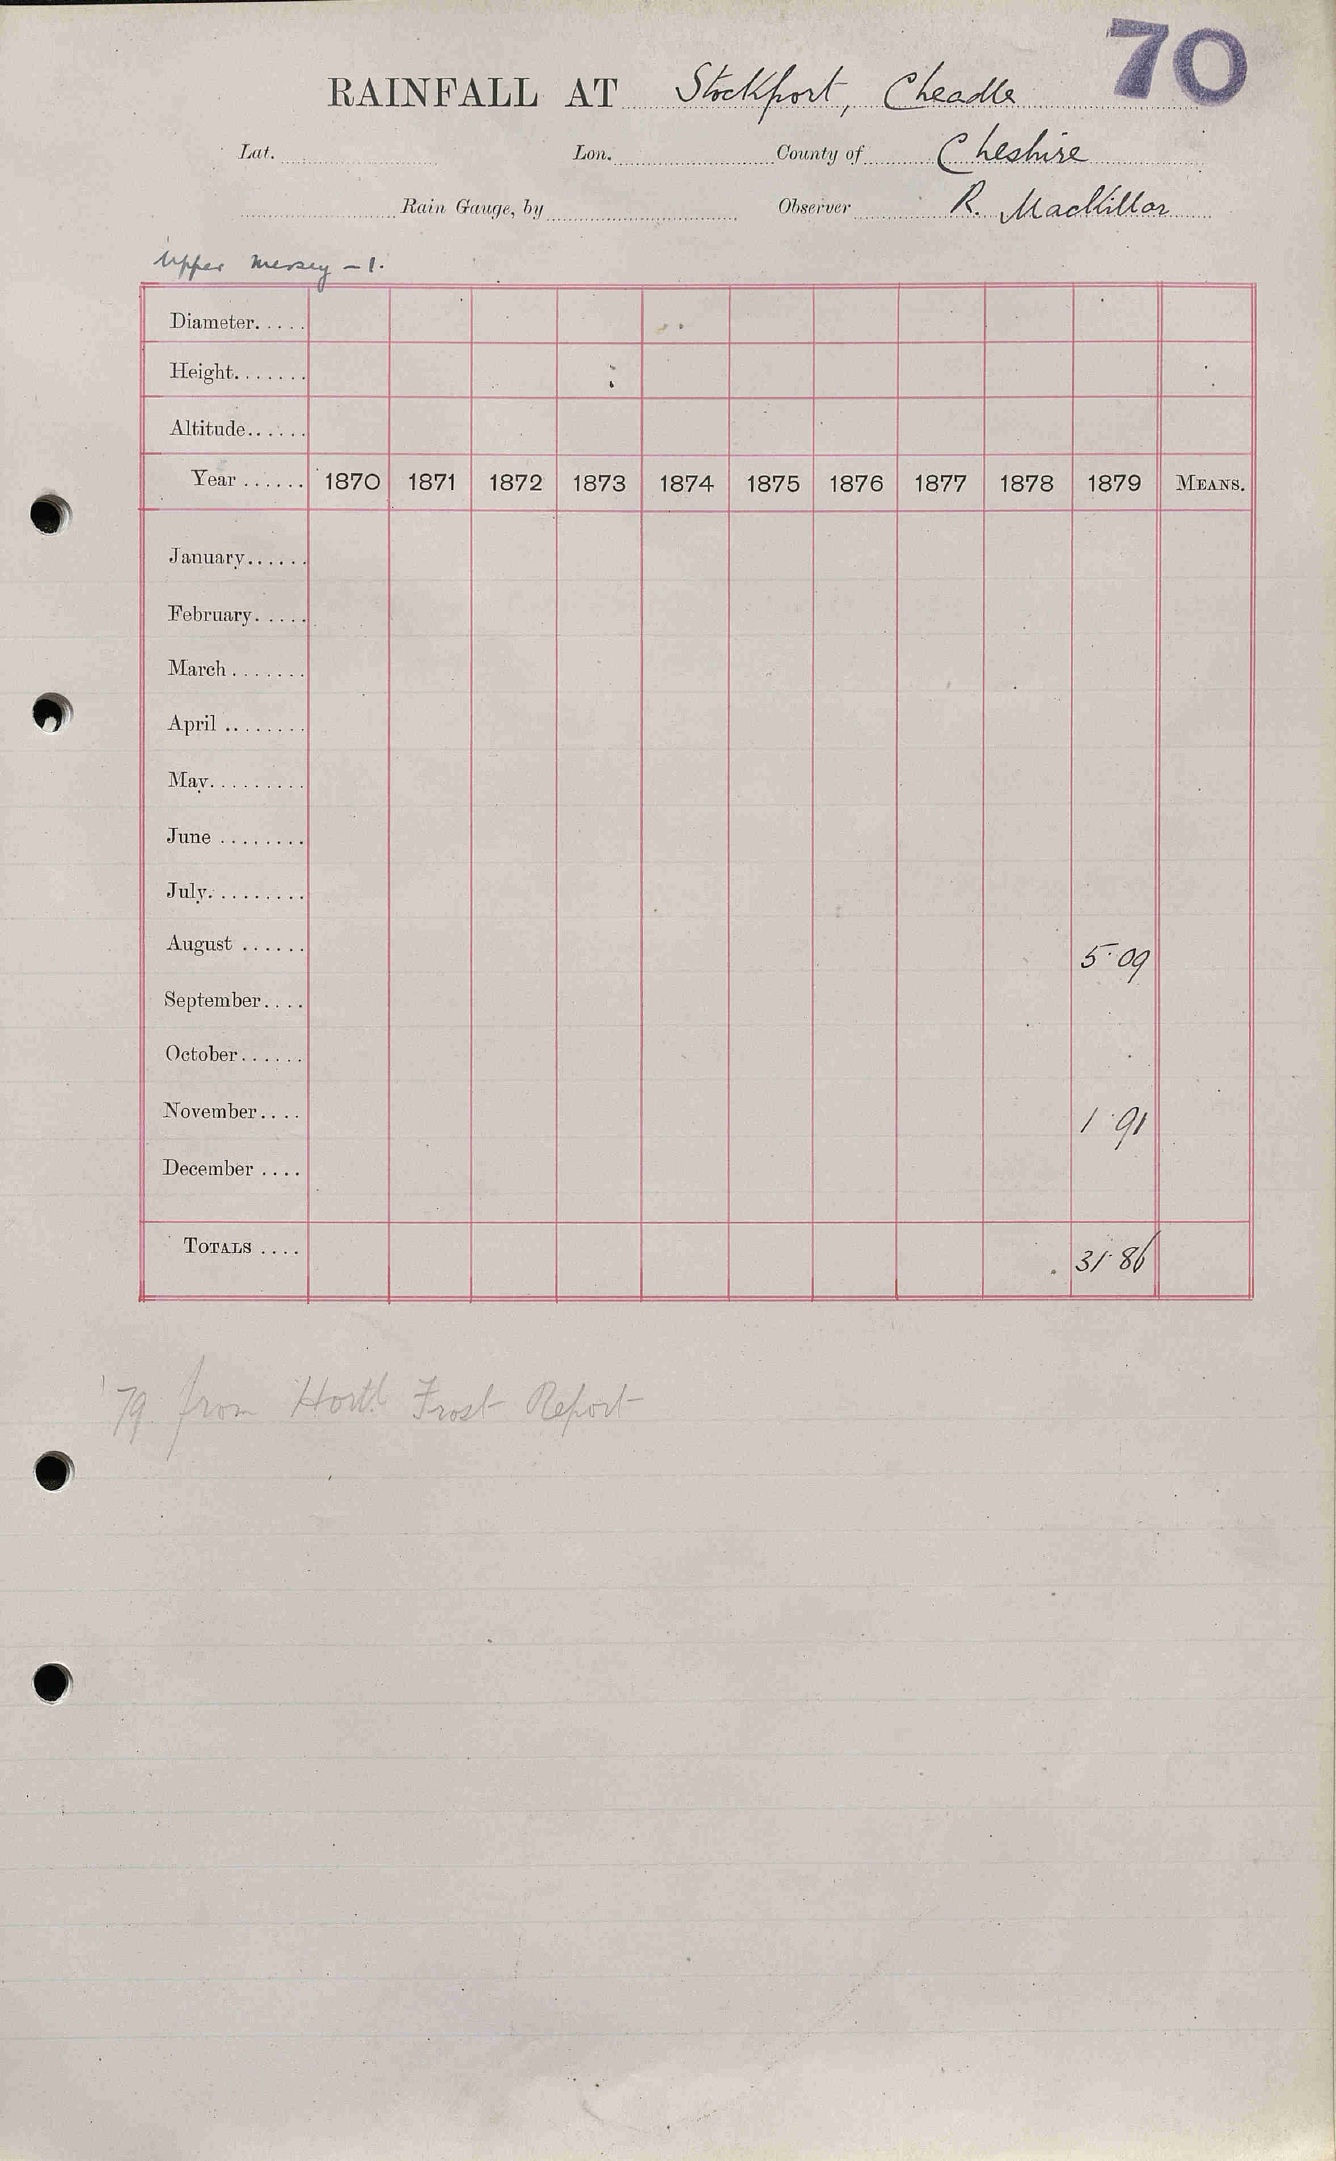 70
RAINFALL AT Stockport, Cheadle
Lat. Lon. County of Cheshire
Rain Gauge, by Observer R. MacKillor
Upper Mersey - 1.
Diameter.....
Height.......
Altitude......
Year...... 1870 1871 1872 1873 1874 1875 1876 1877 1878 1879 MEANS.
January......
February.....
March.......
April........
May.........
June........
July.........
August...... 5.09
September....
October......
November.... 1.91
December....
TOTALS.... 31.86
'79 from Hortl Frost Report